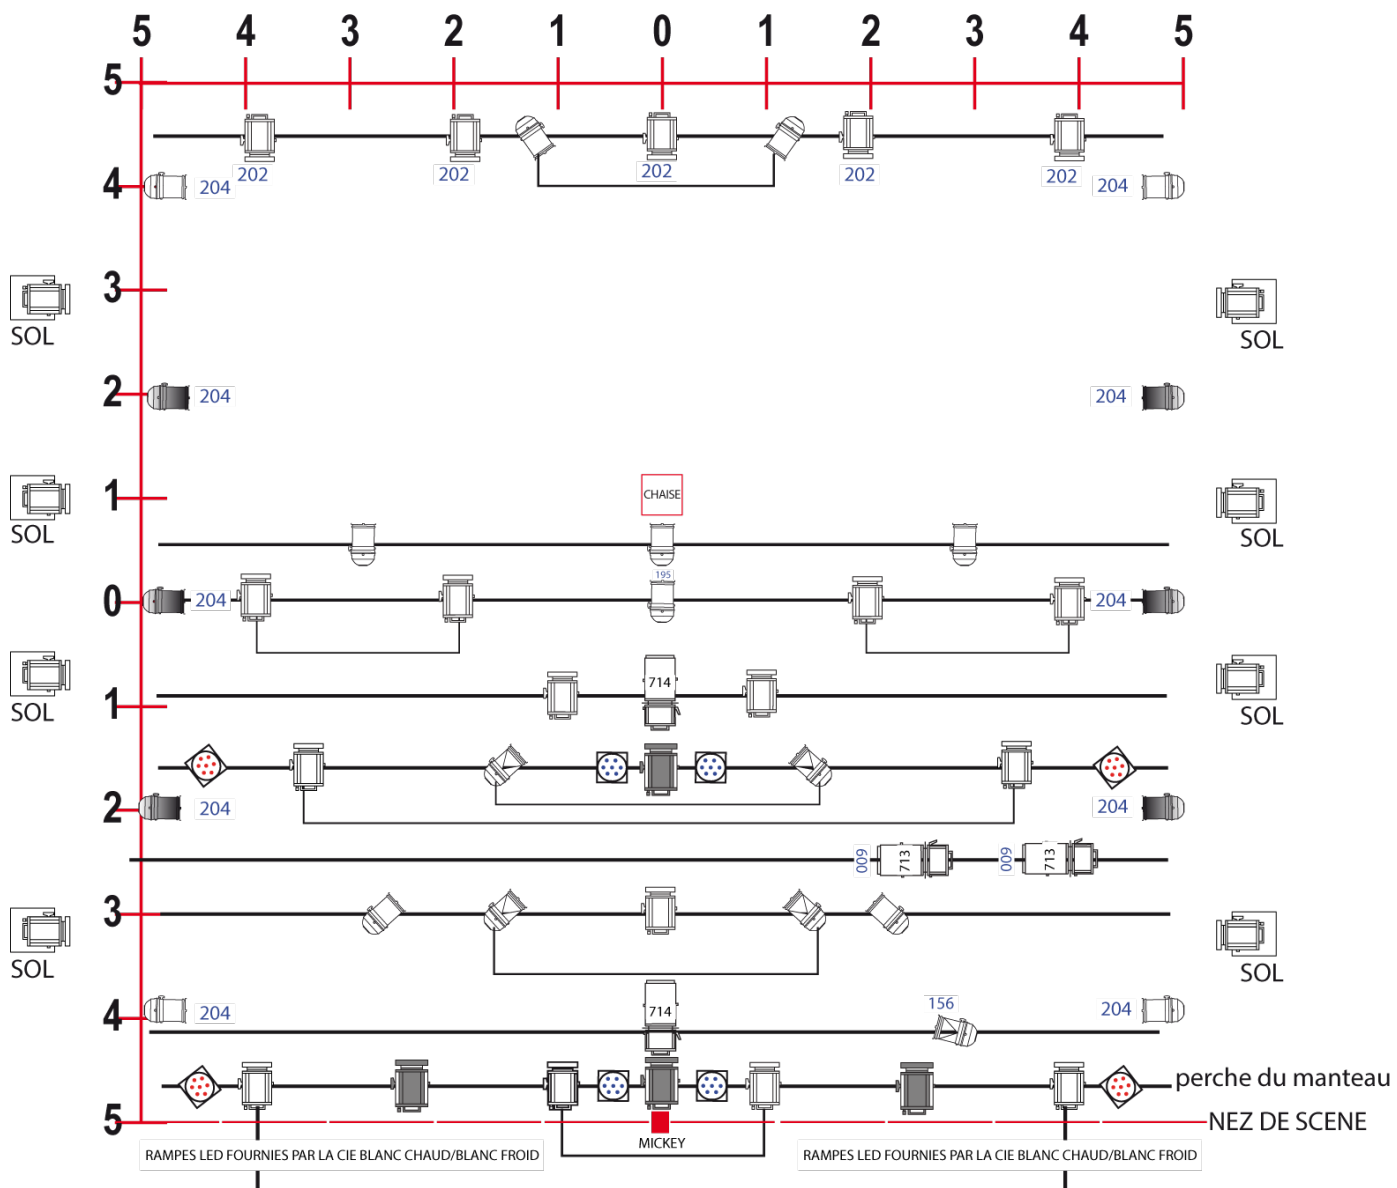 5 4 3 2 1 0 1 2 3 4 5
5
202 202 202 202 202
4 204 204
3
SOL SOL
2 204 204
1 CHAISE
SOL SOL
195
0 204 204
714
1
SOL SOL
2 204 204
009 713 009 713
3
SOL SOL
156
4 204 714 204
perche du manteau
5 NEZ DE SCENE
MICKEY
RAMPES LED FOURNIES PAR LA CIE BLANC CHAUD/BLANC FROID RAMPES LED FOURNIES PAR LA CIE BLANC CHAUD/BLANC FROID